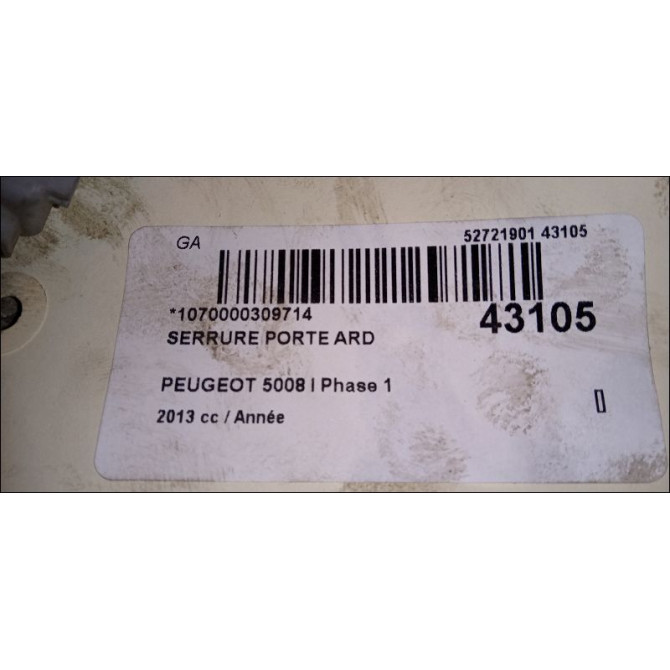 GA
52721901 43105
*1070000309714
43105
SERRURE PORTE ARD
PEUGEOT 5008 I Phase 1
2013 cc / Année